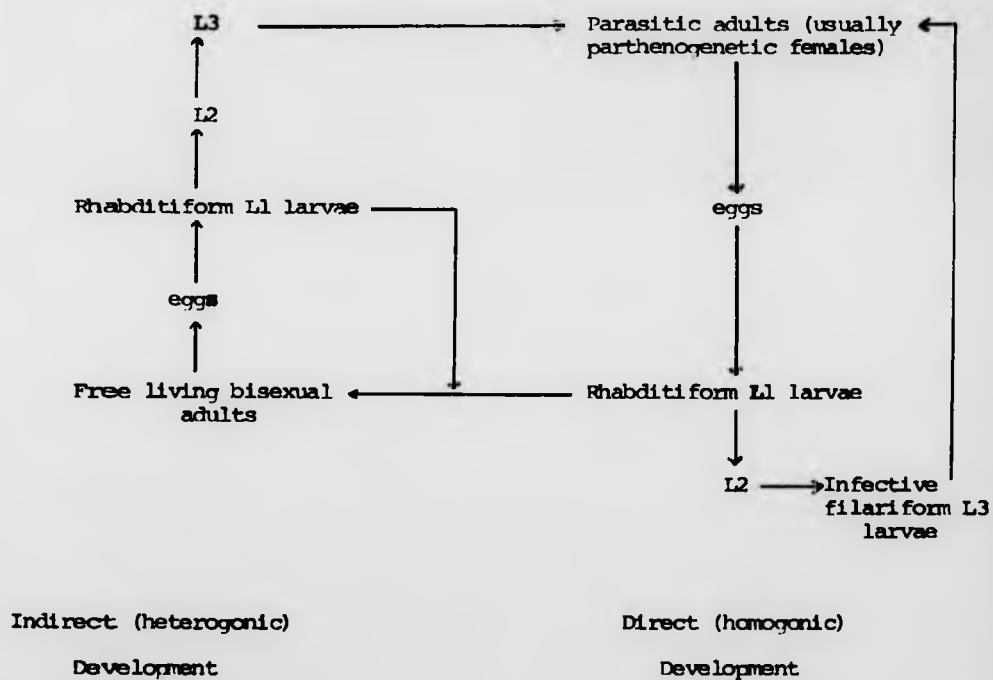 L3
Parasitic adults (usually
parthenogenetic females)
L2
Rhabditiform L1 larvae
eggs
eggs
Free living bisexual
adults
Rhabditiform L1 larvae
L2
Infective
filariform L3
larvae
Indirect (heterogonic)
Development
Direct (homogonic)
Development